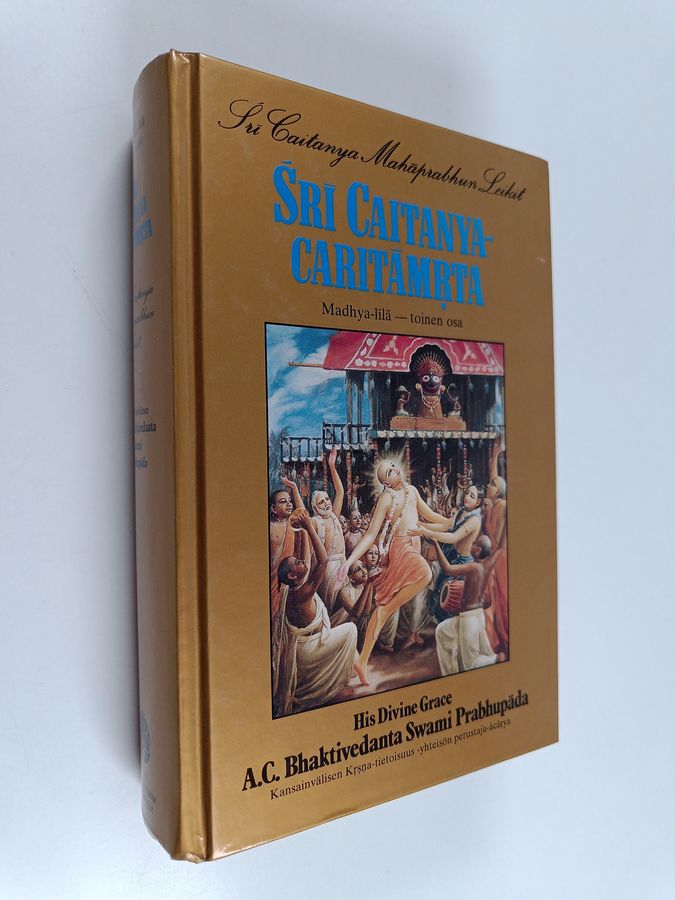 Śrī Caitanya Mahāprabhun Leikit
ŚRĪ CAITANYA-
CARITĀMṚTA
Madhya-līlā — toinen osa
His Divine Grace
A.C. Bhaktivedanta Swami Prabhupāda
Kansainvälisen Kṛṣṇa-tietoisuus -yhteisön perustaja-ācārya